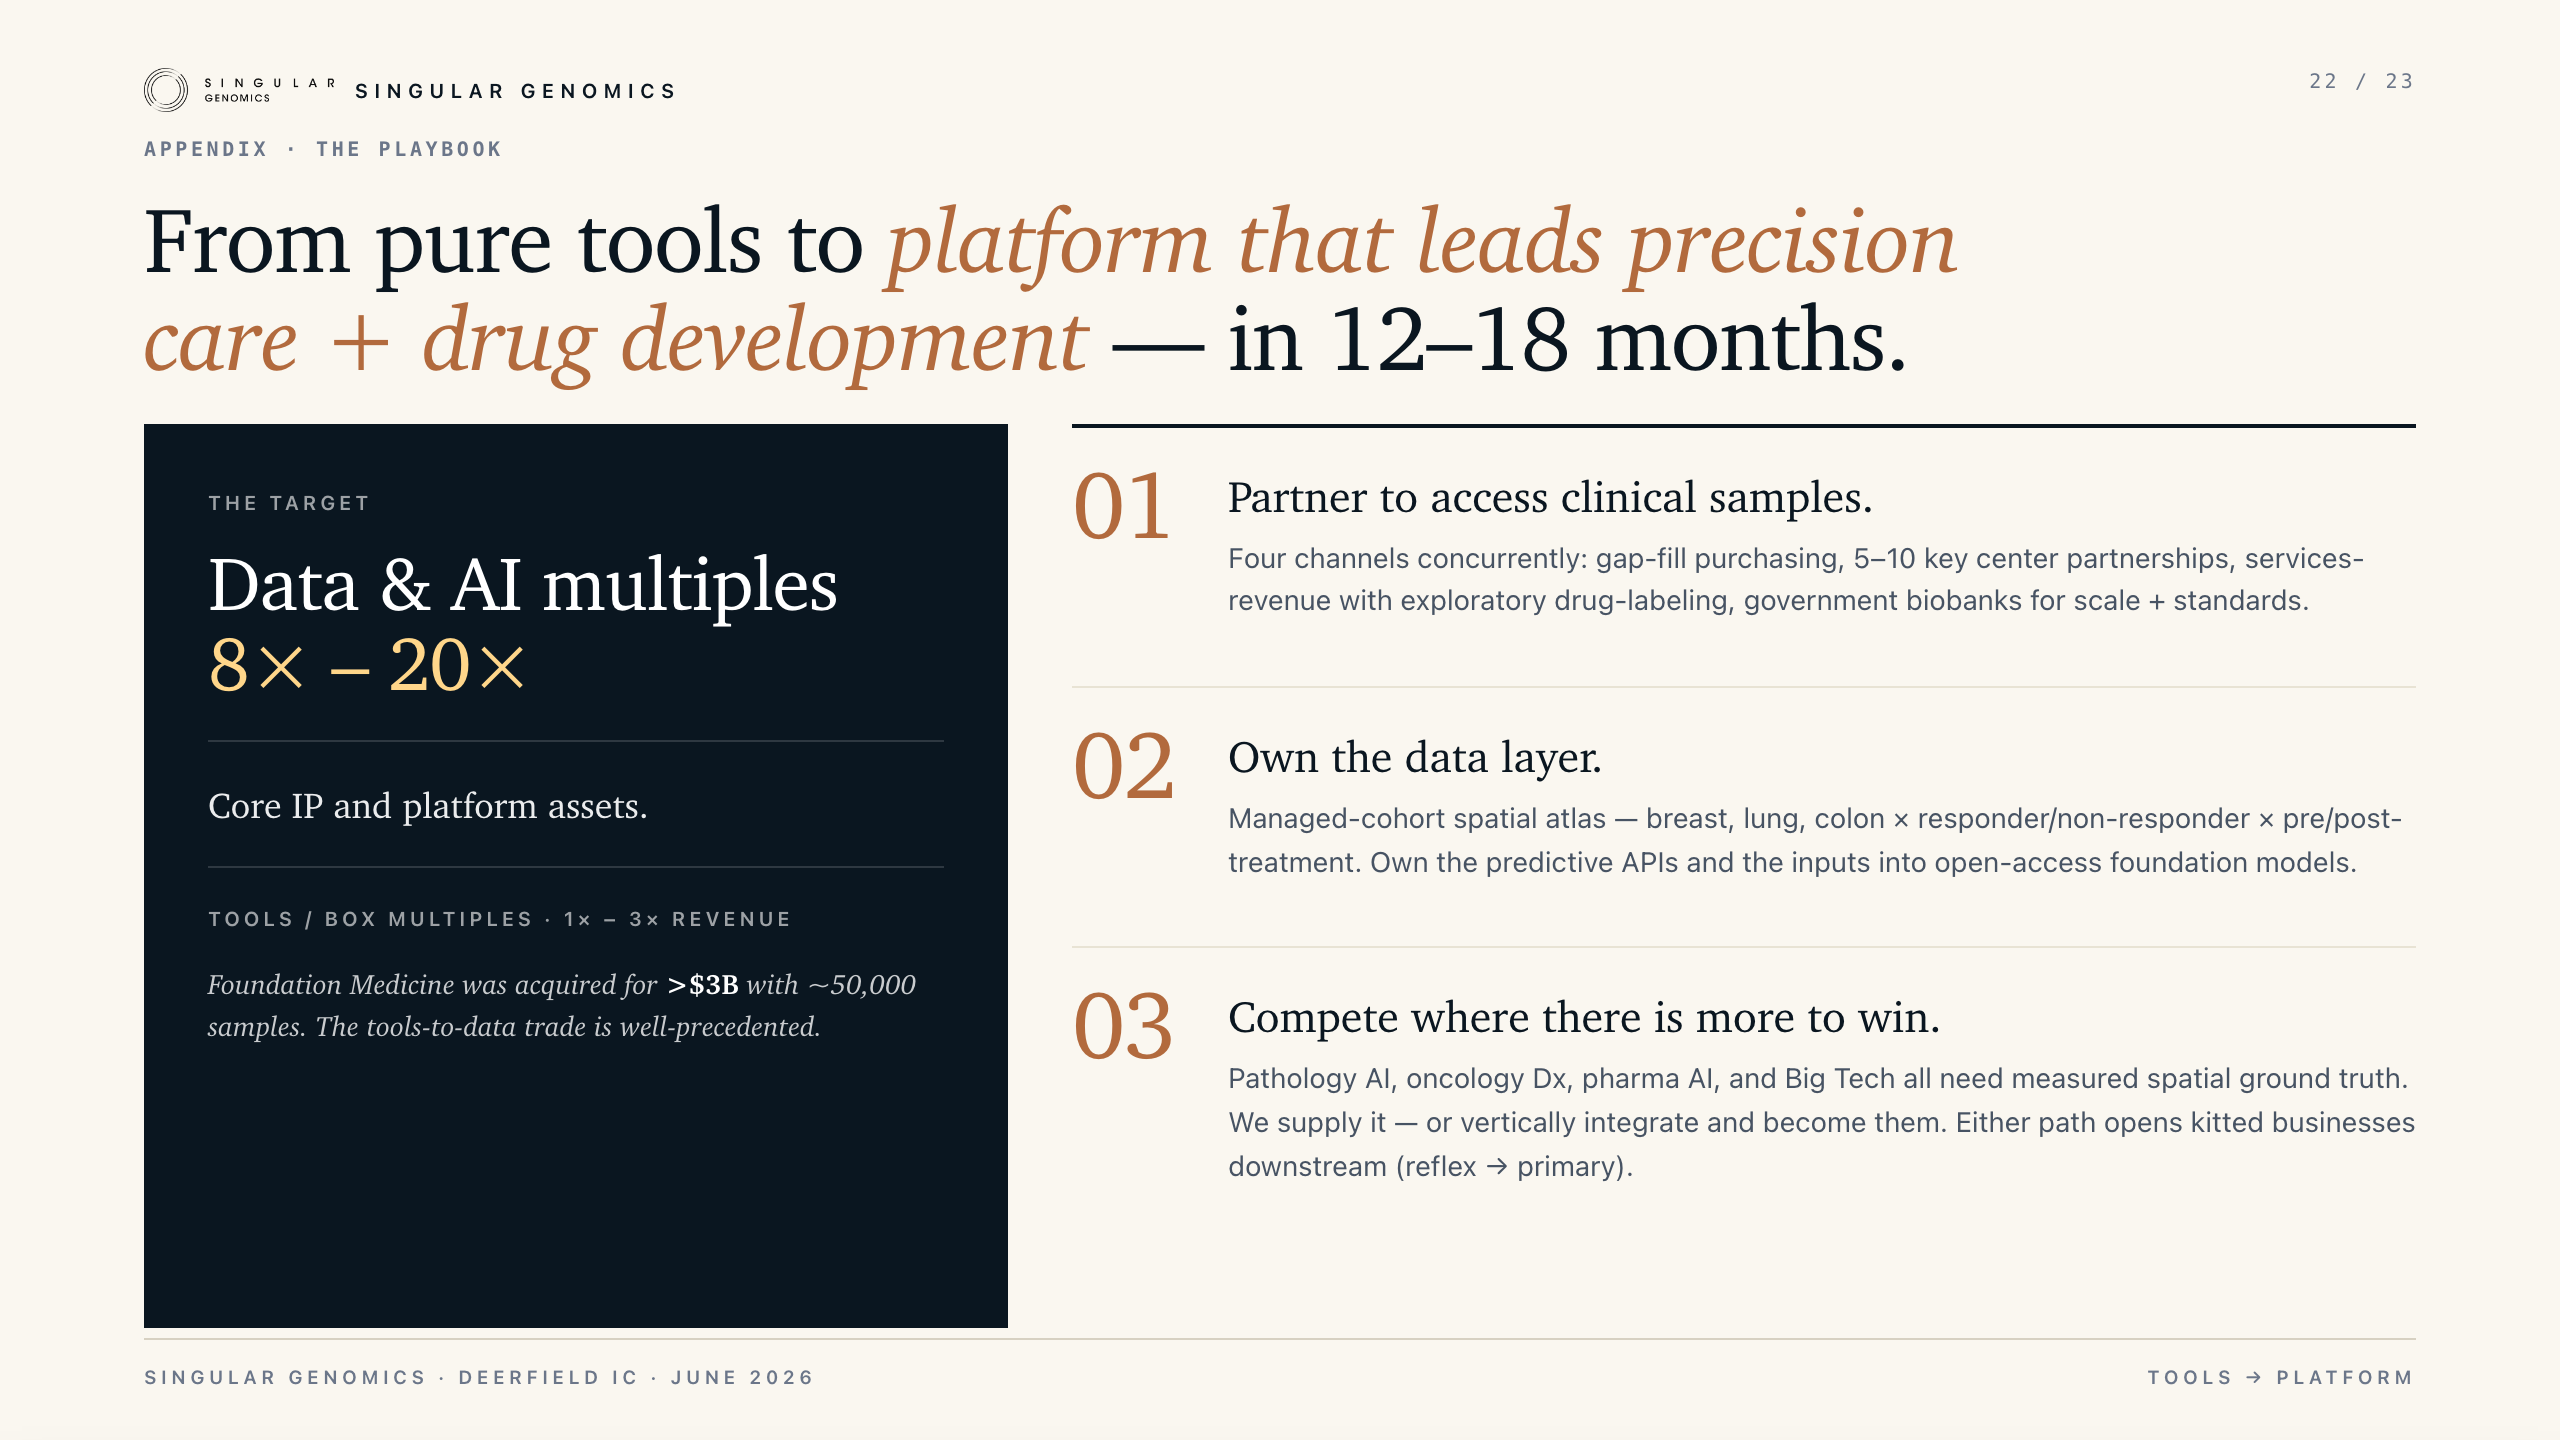 SINGULAR
GENOMICS
SINGULAR GENOMICS
22 / 23
APPENDIX · THE PLAYBOOK
From pure tools to platform that leads precision
care + drug development — in 12–18 months.
THE TARGET
Data & AI multiples
8× – 20×
Core IP and platform assets.
TOOLS / BOX MULTIPLES · 1× – 3× REVENUE
Foundation Medicine was acquired for >$3B with ~50,000
samples. The tools-to-data trade is well-precedented.
01
Partner to access clinical samples.
Four channels concurrently: gap-fill purchasing, 5–10 key center partnerships, services-
revenue with exploratory drug-labeling, government biobanks for scale + standards.
02
Own the data layer.
Managed-cohort spatial atlas — breast, lung, colon × responder/non-responder × pre/post-
treatment. Own the predictive APIs and the inputs into open-access foundation models.
03
Compete where there is more to win.
Pathology AI, oncology Dx, pharma AI, and Big Tech all need measured spatial ground truth.
We supply it — or vertically integrate and become them. Either path opens kitted businesses
downstream (reflex → primary).
SINGULAR GENOMICS · DEERFIELD IC · JUNE 2026
TOOLS → PLATFORM